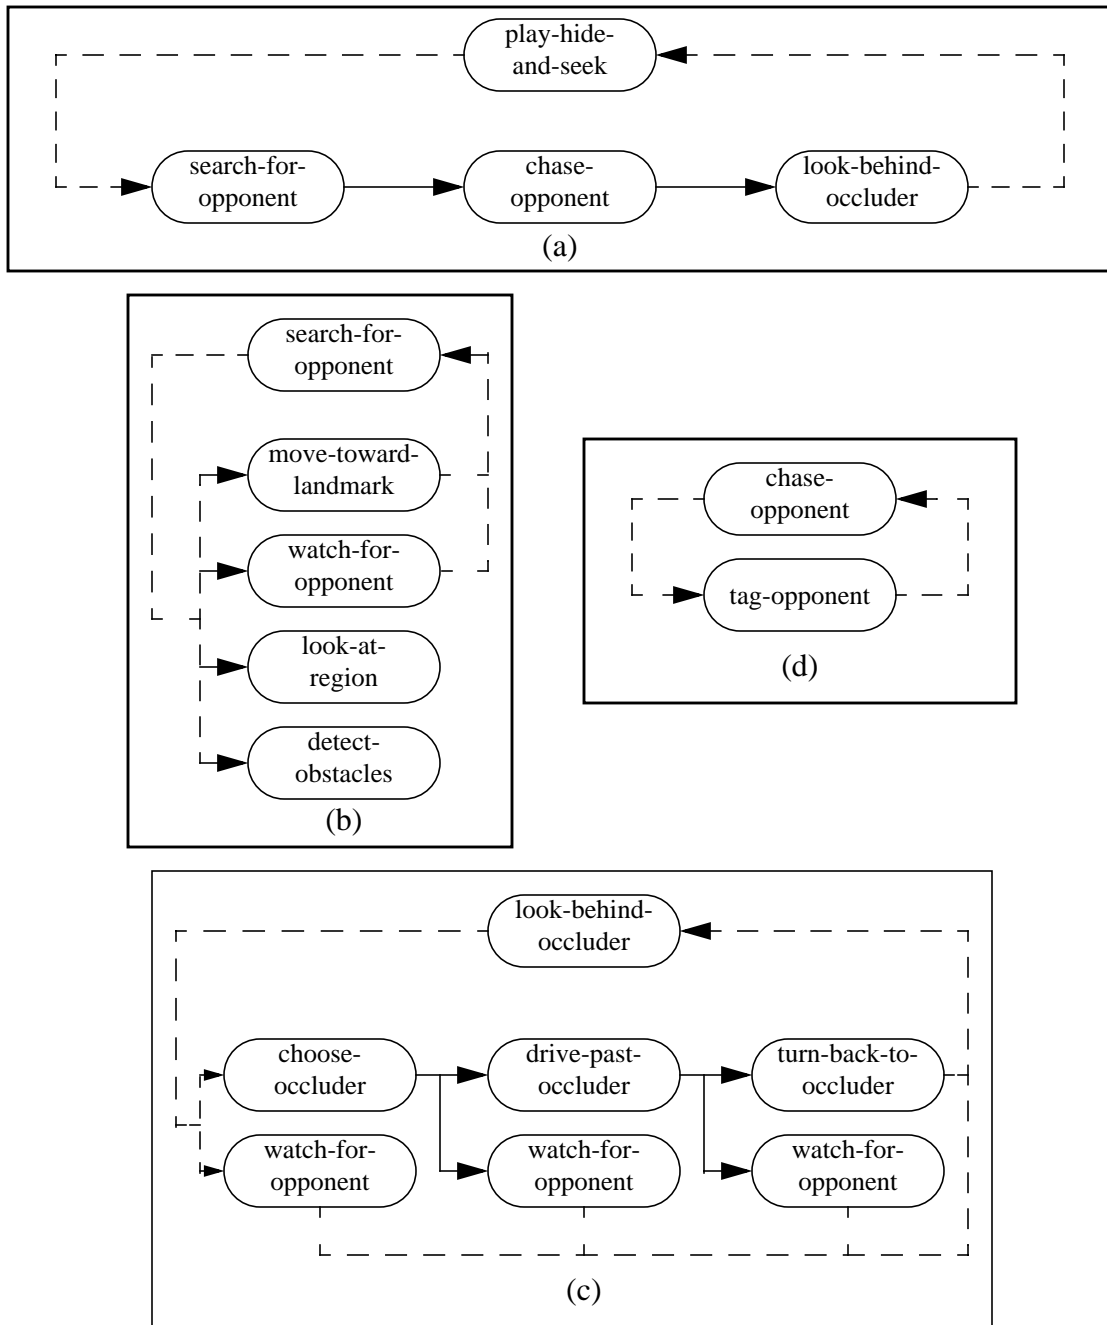 play-hide-
and-seek
search-for-
opponent
chase-
opponent
look-behind-
occluder
(a)
search-for-
opponent
move-toward-
landmark
watch-for-
opponent
look-at-
region
detect-
obstacles
(b)
chase-
opponent
tag-opponent
(d)
look-behind-
occluder
choose-
occluder
drive-past-
occluder
turn-back-to-
occluder
watch-for-
opponent
watch-for-
opponent
watch-for-
opponent
(c)